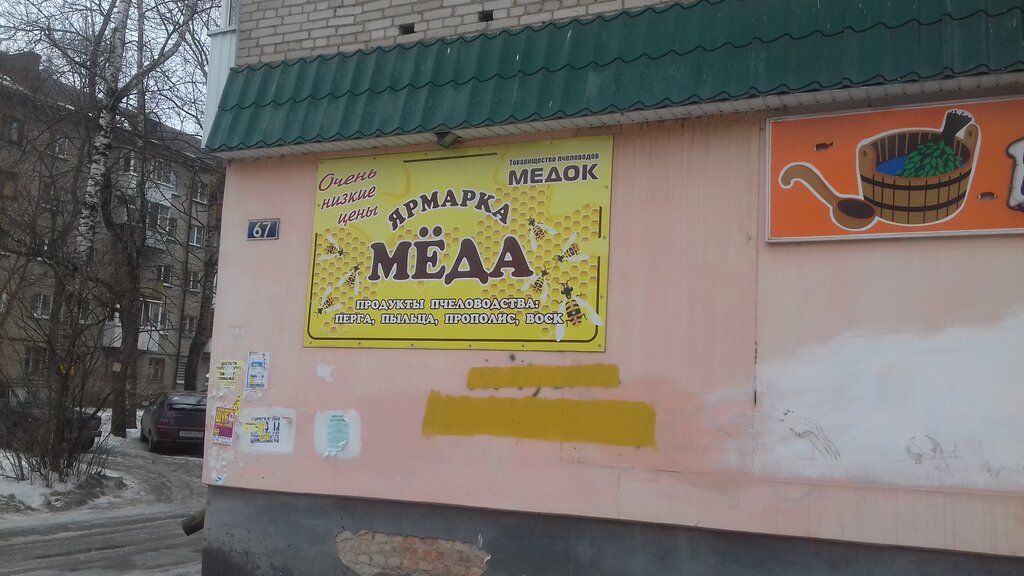 Очень
низкие
цены
Товарищество пчеловодов
МЕДОК
ЯРМАРКА
МЁДА
ПРОДУКТЫ ПЧЕЛОВОДСТВА:
ПЕРГА, ПЫЛЬЦА, ПРОПОЛИС, ВОСК
67